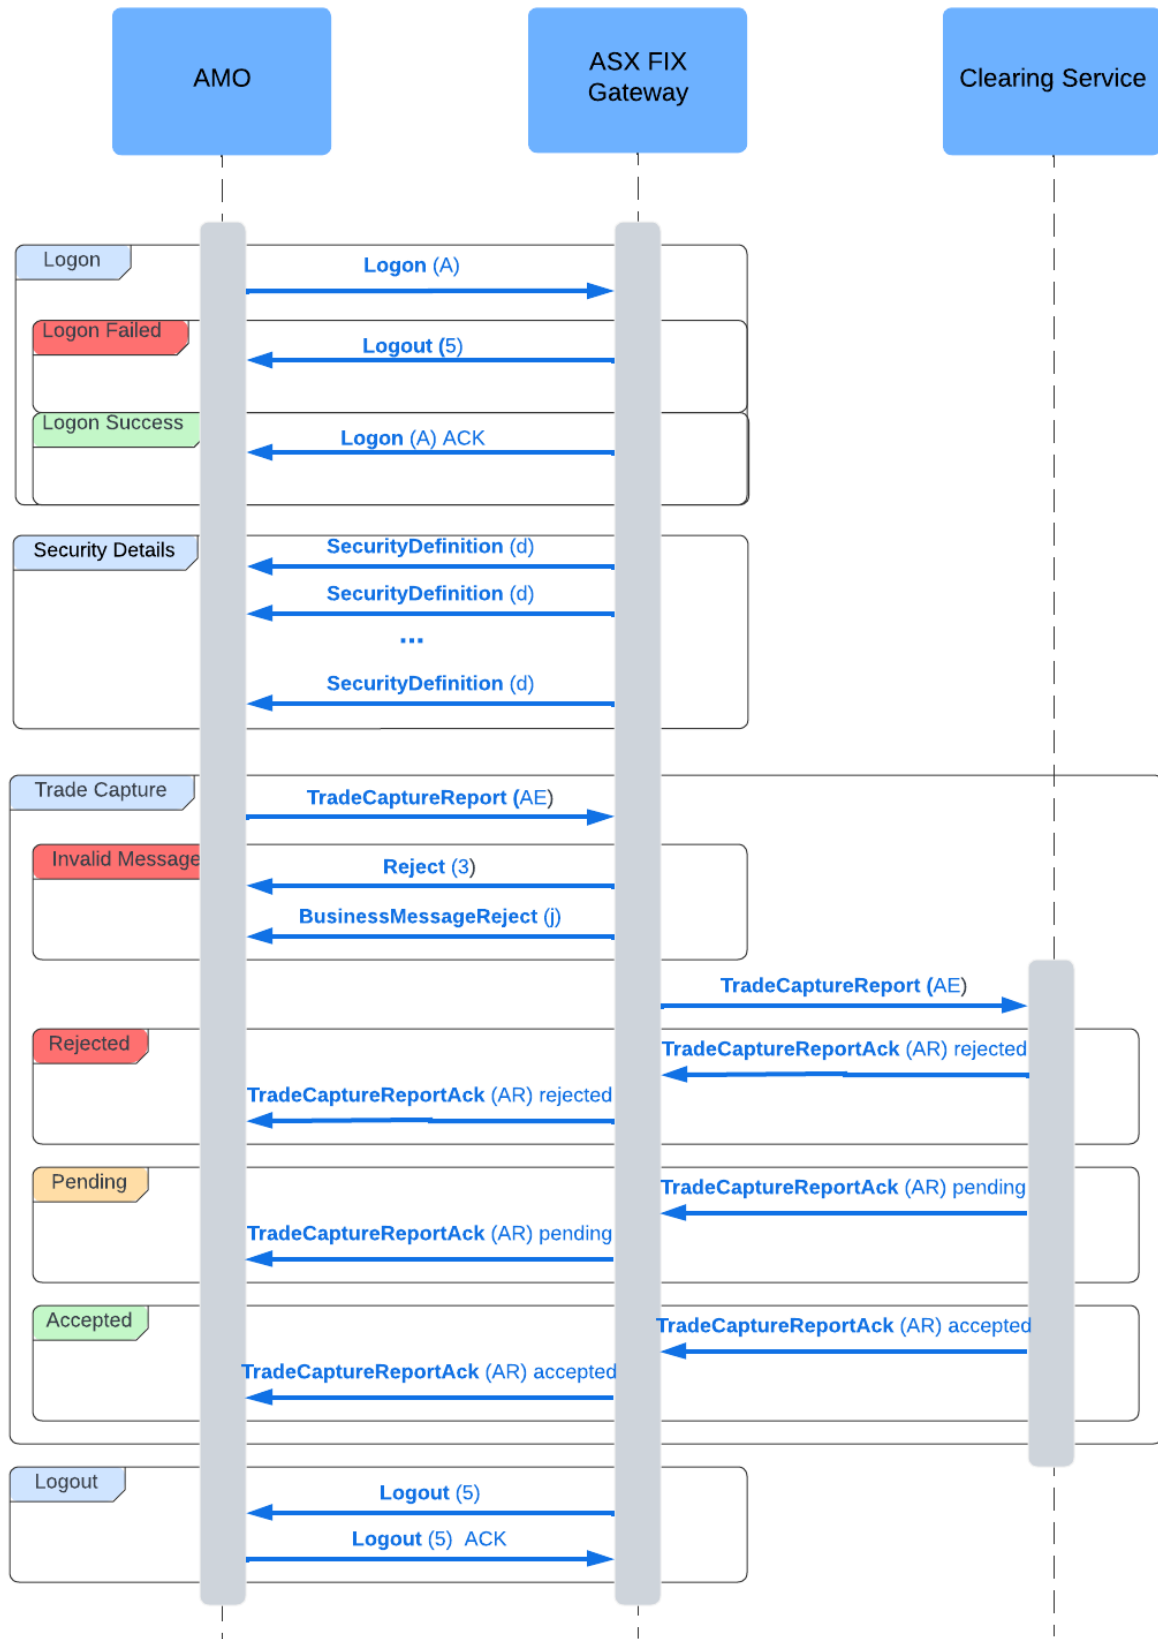 AMO
ASX FIX
Gateway
Clearing Service
Logon
Logon (A)
Logon Failed
Logout (5)
Logon Success
Logon (A) ACK
Security Details
SecurityDefinition (d)
SecurityDefinition (d)
...
SecurityDefinition (d)
Trade Capture
TradeCaptureReport (AE)
Invalid Message
Reject (3)
BusinessMessageReject (j)
TradeCaptureReport (AE)
Rejected
TradeCaptureReportAck (AR) rejected
TradeCaptureReportAck (AR) rejected
Pending
TradeCaptureReportAck (AR) pending
TradeCaptureReportAck (AR) pending
Accepted
TradeCaptureReportAck (AR) accepted
TradeCaptureReportAck (AR) accepted
Logout
Logout (5)
Logout (5) ACK